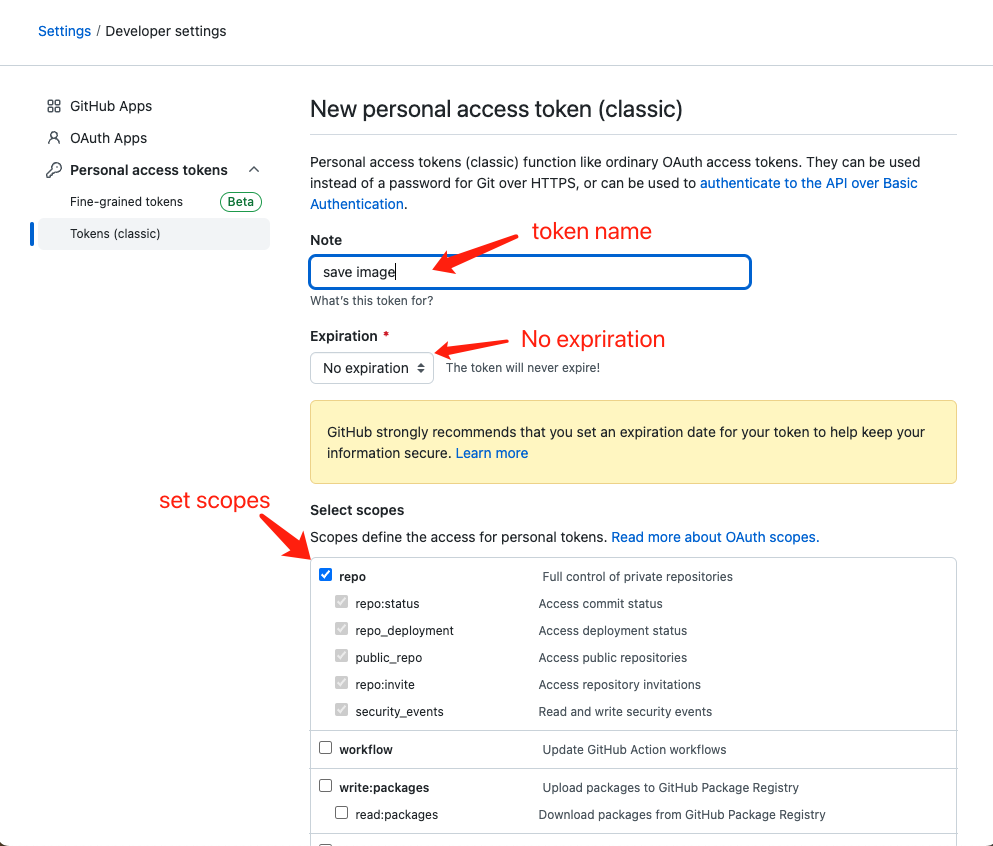 Settings / Developer settings
GitHub Apps
OAuth Apps
Personal access tokens
Fine-grained tokens Beta
Tokens (classic)
New personal access token (classic)
Personal access tokens (classic) function like ordinary OAuth access tokens. They can be used
instead of a password for Git over HTTPS, or can be used to authenticate to the API over Basic
Authentication.
Note
token name
save image
What's this token for?
Expiration *
No expriration
No expiration
The token will never expire!
GitHub strongly recommends that you set an expiration date for your token to help keep your
information secure. Learn more
set scopes
Select scopes
Scopes define the access for personal tokens. Read more about OAuth scopes.
repo Full control of private repositories
repo:status Access commit status
repo_deployment Access deployment status
public_repo Access public repositories
repo:invite Access repository invitations
security_events Read and write security events
workflow Update GitHub Action workflows
write:packages Upload packages to GitHub Package Registry
read:packages Download packages from GitHub Package Registry